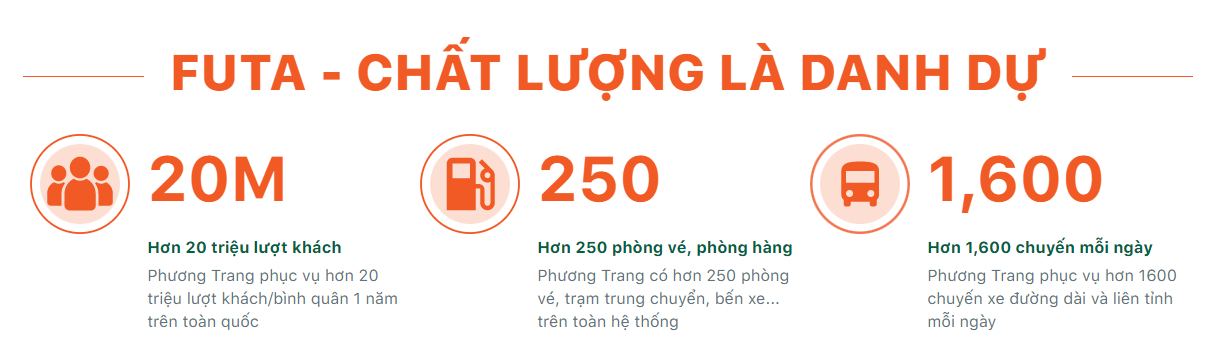 FUTA - CHẤT LƯỢNG LÀ DANH DỰ
20M
Hơn 20 triệu lượt khách
Phương Trang phục vụ hơn 20
triệu lượt khách/bình quân 1 năm
trên toàn quốc
250
Hơn 250 phòng vé, phòng hàng
Phương Trang có hơn 250 phòng
vé, trạm trung chuyển, bến xe...
trên toàn hệ thống
1,600
Hơn 1,600 chuyến mỗi ngày
Phương Trang phục vụ hơn 1600
chuyến xe đường dài và liên tỉnh
mỗi ngày